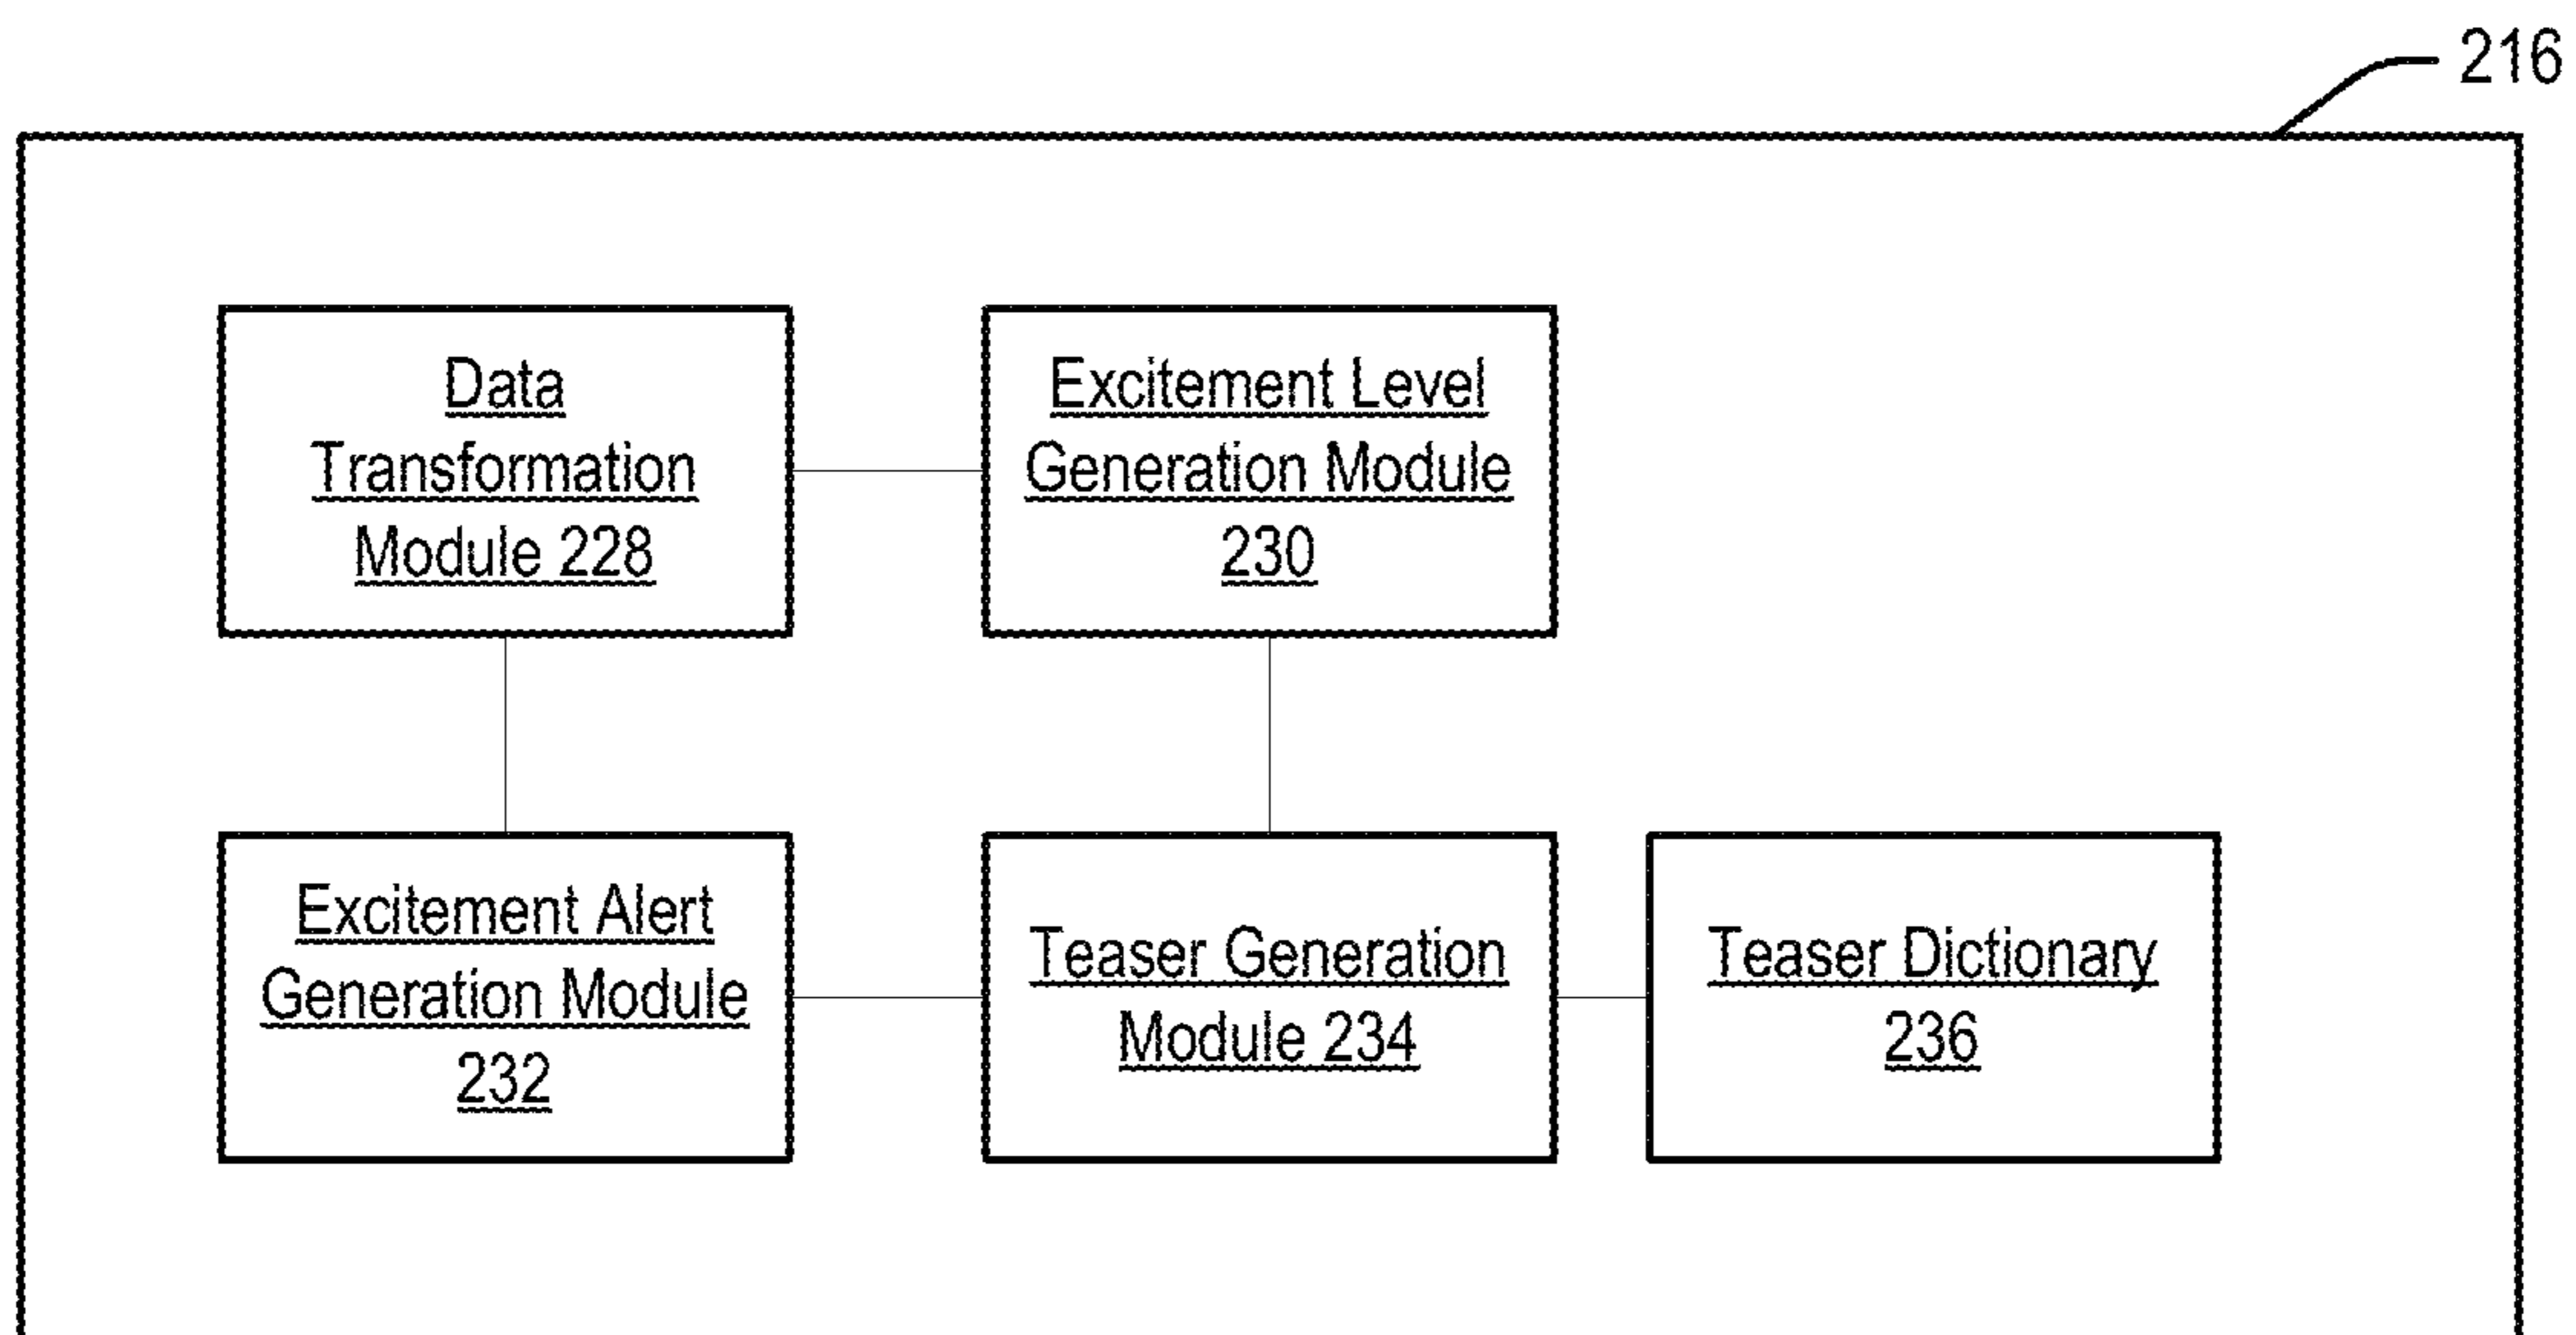 216
Data
Transformation
Module 228
Excitement Level
Generation Module
230
Excitement Alert
Generation Module
232
Teaser Generation
Module 234
Teaser Dictionary
236